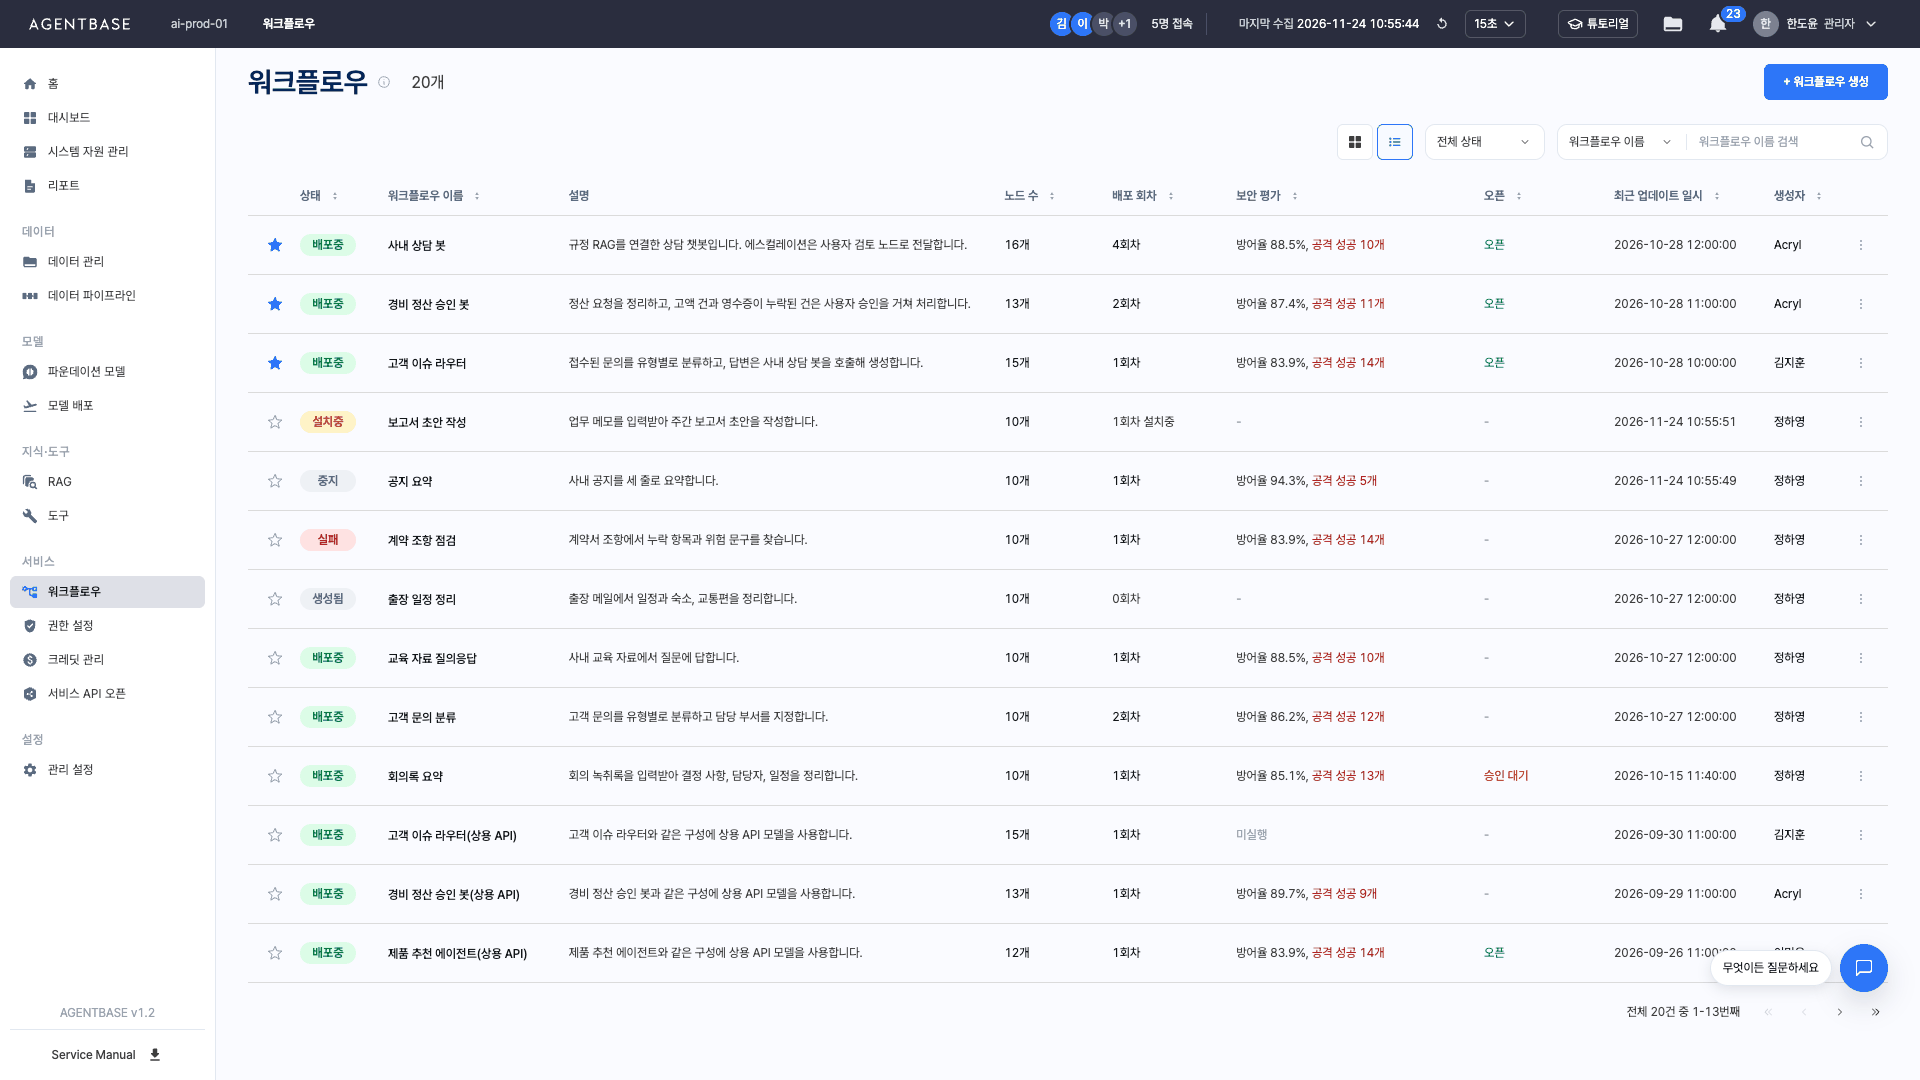 AGENTBASE
ai-prod-01
워크플로우
김 이 박 +1 5명 접속
마지막 수집 2026-11-24 10:55:44
15초
튜토리얼
23
한 한도윤 관리자
홈
대시보드
시스템 자원 관리
리포트
데이터
데이터 관리
데이터 파이프라인
모델
파운데이션 모델
모델 배포
지식·도구
RAG
도구
서비스
워크플로우
권한 설정
크레딧 관리
서비스 API 오픈
설정
관리 설정
AGENTBASE v1.2
Service Manual
워크플로우 20개
+ 워크플로우 생성
전체 상태
워크플로우 이름
워크플로우 이름 검색
상태 워크플로우 이름 설명 노드 수 배포 회차 보안 평가 오픈 최근 업데이트 일시 생성자
배포중 사내 상담 봇 규정 RAG를 연결한 상담 챗봇입니다. 에스컬레이션은 사용자 검토 노드로 전달합니다. 16개 4회차 방어율 88.5%, 공격 성공 10개 오픈 2026-10-28 12:00:00 Acryl
배포중 경비 정산 승인 봇 정산 요청을 정리하고, 고액 건과 영수증이 누락된 건은 사용자 승인을 거쳐 처리합니다. 13개 2회차 방어율 87.4%, 공격 성공 11개 오픈 2026-10-28 11:00:00 Acryl
배포중 고객 이슈 라우터 접수된 문의를 유형별로 분류하고, 답변은 사내 상담 봇을 호출해 생성합니다. 15개 1회차 방어율 83.9%, 공격 성공 14개 오픈 2026-10-28 10:00:00 김지훈
설치중 보고서 초안 작성 업무 메모를 입력받아 주간 보고서 초안을 작성합니다. 10개 1회차 설치중 - - 2026-11-24 10:55:51 정하영
중지 공지 요약 사내 공지를 세 줄로 요약합니다. 10개 1회차 방어율 94.3%, 공격 성공 5개 - 2026-11-24 10:55:49 정하영
실패 계약 조항 점검 계약서 조항에서 누락 항목과 위험 문구를 찾습니다. 10개 1회차 방어율 83.9%, 공격 성공 14개 - 2026-10-27 12:00:00 정하영
생성됨 출장 일정 정리 출장 메일에서 일정과 숙소, 교통편을 정리합니다. 10개 0회차 - - 2026-10-27 12:00:00 정하영
배포중 교육 자료 질의응답 사내 교육 자료에서 질문에 답합니다. 10개 1회차 방어율 88.5%, 공격 성공 10개 - 2026-10-27 12:00:00 정하영
배포중 고객 문의 분류 고객 문의를 유형별로 분류하고 담당 부서를 지정합니다. 10개 2회차 방어율 86.2%, 공격 성공 12개 - 2026-10-27 12:00:00 정하영
배포중 회의록 요약 회의 녹취록을 입력받아 결정 사항, 담당자, 일정을 정리합니다. 10개 1회차 방어율 85.1%, 공격 성공 13개 승인 대기 2026-10-15 11:40:00 정하영
배포중 고객 이슈 라우터(상용 API) 고객 이슈 라우터와 같은 구성에 상용 API 모델을 사용합니다. 15개 1회차 미실행 - 2026-09-30 11:00:00 김지훈
배포중 경비 정산 승인 봇(상용 API) 경비 정산 승인 봇과 같은 구성에 상용 API 모델을 사용합니다. 13개 1회차 방어율 89.7%, 공격 성공 9개 - 2026-09-29 11:00:00 Acryl
배포중 제품 추천 에이전트(상용 API) 제품 추천 에이전트와 같은 구성에 상용 API 모델을 사용합니다. 12개 1회차 방어율 83.9%, 공격 성공 14개 오픈 2026-09-26
무엇이든 질문하세요
전체 20건 중 1-13번째